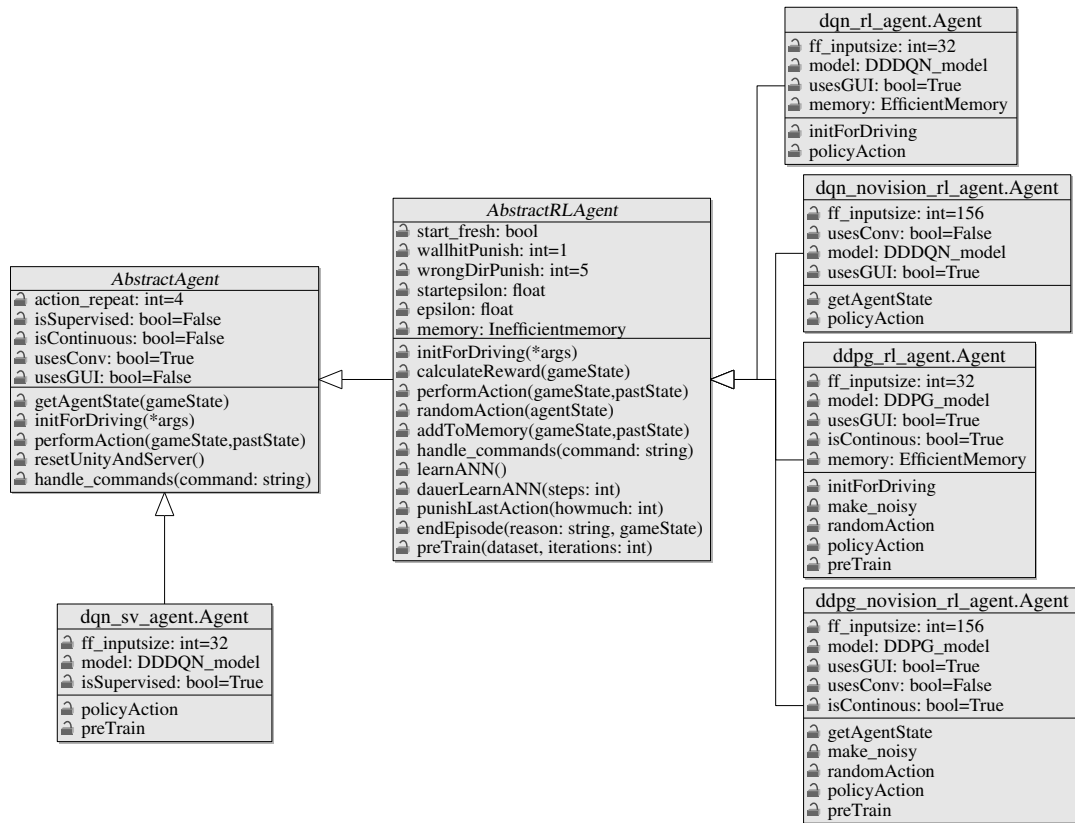 AbstractAgent
action_repeat: int=4
isSupervised: bool=False
isContinuous: bool=False
usesConv: bool=True
usesGUI: bool=False
getAgentState(gameState)
initForDriving(*args)
performAction(gameState,pastState)
resetUnityAndServer()
handle_commands(command: string)
dqn_sv_agent.Agent
ff_inputsize: int=32
model: DDDQN_model
isSupervised: bool=True
policyAction
preTrain
AbstractRLAgent
start_fresh: bool
wallhitPunish: int=1
wrongDirPunish: int=5
startepsilon: float
epsilon: float
memory: Inefficientmemory
initForDriving(*args)
calculateReward(gameState)
performAction(gameState,pastState)
randomAction(agentState)
addToMemory(gameState,pastState)
handle_commands(command: string)
learnANN()
dauerLearnANN(steps: int)
punishLastAction(howmuch: int)
endEpisode(reason: string, gameState)
preTrain(dataset, iterations: int)
dqn_rl_agent.Agent
ff_inputsize: int=32
model: DDDQN_model
usesGUI: bool=True
memory: EfficientMemory
initForDriving
policyAction
dqn_novision_rl_agent.Agent
ff_inputsize: int=156
usesConv: bool=False
model: DDDQN_model
usesGUI: bool=True
getAgentState
policyAction
ddpg_rl_agent.Agent
ff_inputsize: int=32
model: DDPG_model
usesGUI: bool=True
isContinous: bool=True
memory: EfficientMemory
initForDriving
make_noisy
randomAction
policyAction
preTrain
ddpg_novision_rl_agent.Agent
ff_inputsize: int=156
model: DDPG_model
usesGUI: bool=True
usesConv: bool=False
isContinous: bool=True
getAgentState
make_noisy
randomAction
policyAction
preTrain